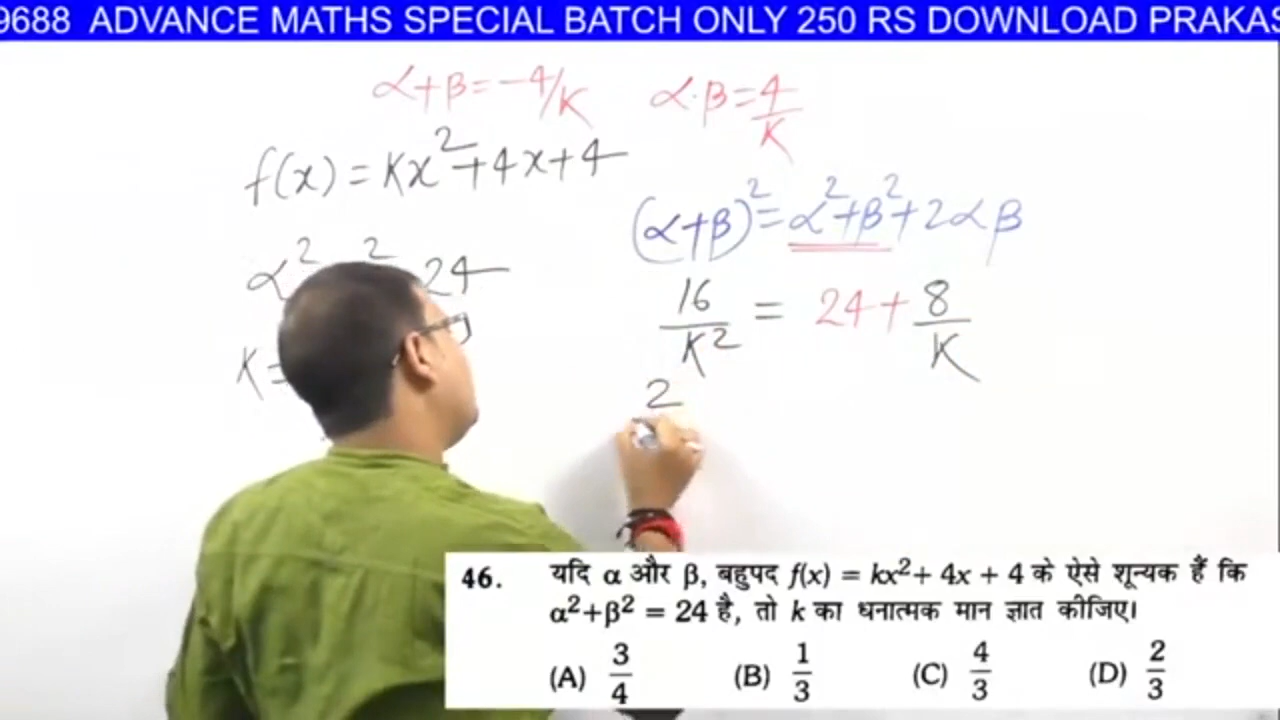 9688 ADVANCE MATHS SPECIAL BATCH ONLY 250 RS DOWNLOAD
α+β=-4/K α.β=4/K
f(x)=Kx²+4x+4
(α+β)²=α²+β²+2αβ
α² ² 24
16/K² = 24+8/K
K=
2
46. यदि α और β, बहुपद f(x) = kx²+ 4x + 4 के ऐसे शून्यक हैं कि
α²+β² = 24 है, तो k का धनात्मक मान ज्ञात कीजिए।
(A) 3/4 (B) 1/3 (C) 4/3 (D) 2/3